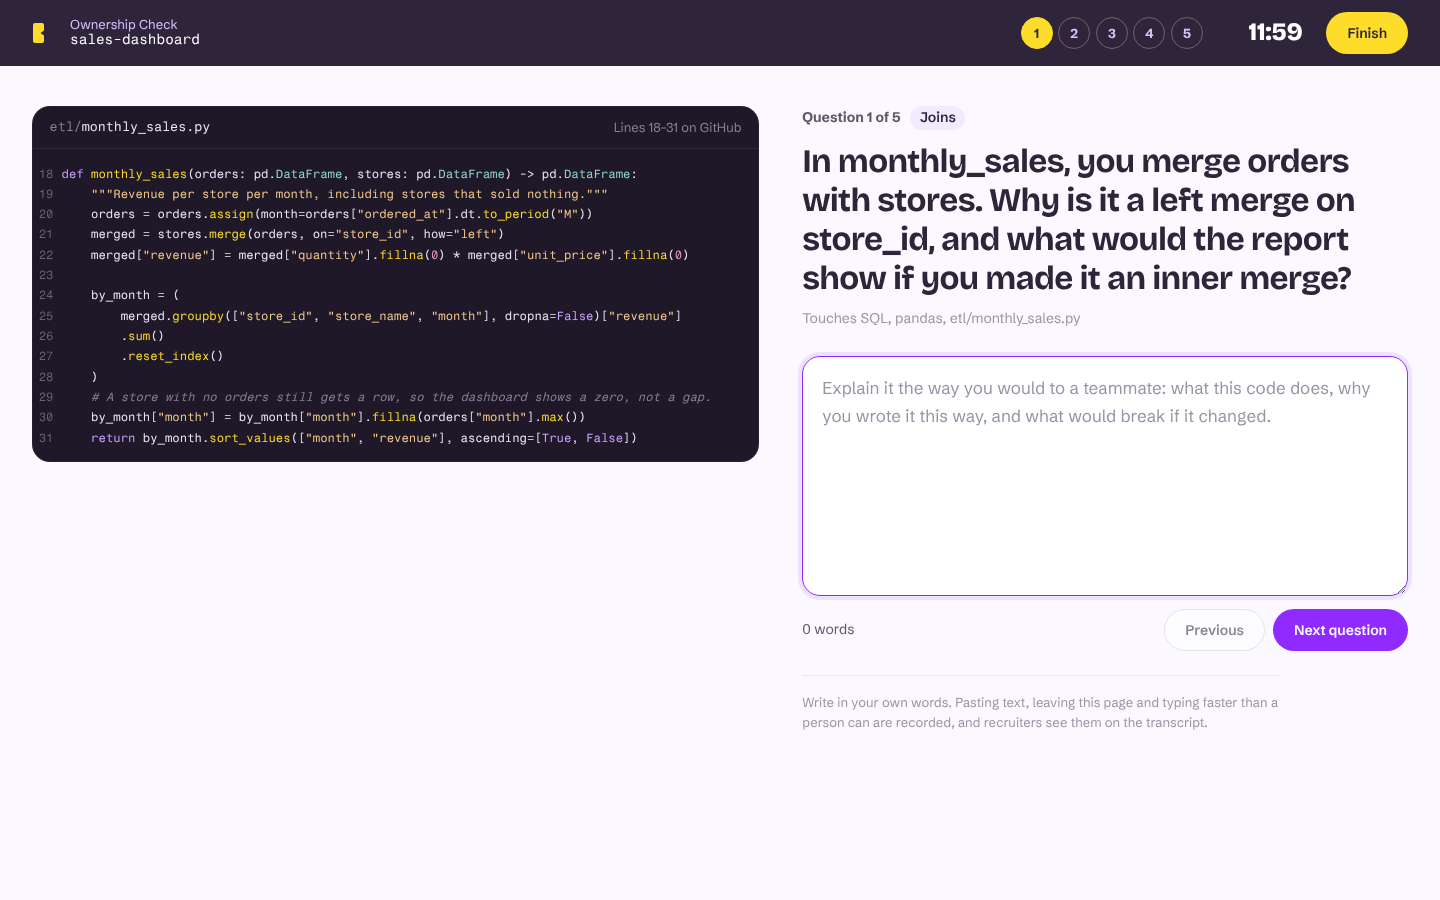 Ownership Check
sales-dashboard
1 2 3 4 5
11:59
Finish
etl/monthly_sales.py
Lines 18–31 on GitHub
18 def monthly_sales(orders: pd.DataFrame, stores: pd.DataFrame) -> pd.DataFrame:
19     """Revenue per store per month, including stores that sold nothing."""
20     orders = orders.assign(month=orders["ordered_at"].dt.to_period("M"))
21     merged = stores.merge(orders, on="store_id", how="left")
22     merged["revenue"] = merged["quantity"].fillna(0) * merged["unit_price"].fillna(0)
23
24     by_month = (
25         merged.groupby(["store_id", "store_name", "month"], dropna=False)["revenue"]
26         .sum()
27         .reset_index()
28     )
29     # A store with no orders still gets a row, so the dashboard shows a zero, not a gap.
30     by_month["month"] = by_month["month"].fillna(orders["month"].max())
31     return by_month.sort_values(["month", "revenue"], ascending=[True, False])
Question 1 of 5
Joins
In monthly_sales, you merge orders
with stores. Why is it a left merge on
store_id, and what would the report
show if you made it an inner merge?
Touches SQL, pandas, etl/monthly_sales.py
Explain it the way you would to a teammate: what this code does, why
you wrote it this way, and what would break if it changed.
0 words
Previous
Next question
Write in your own words. Pasting text, leaving this page and typing faster than a
person can are recorded, and recruiters see them on the transcript.